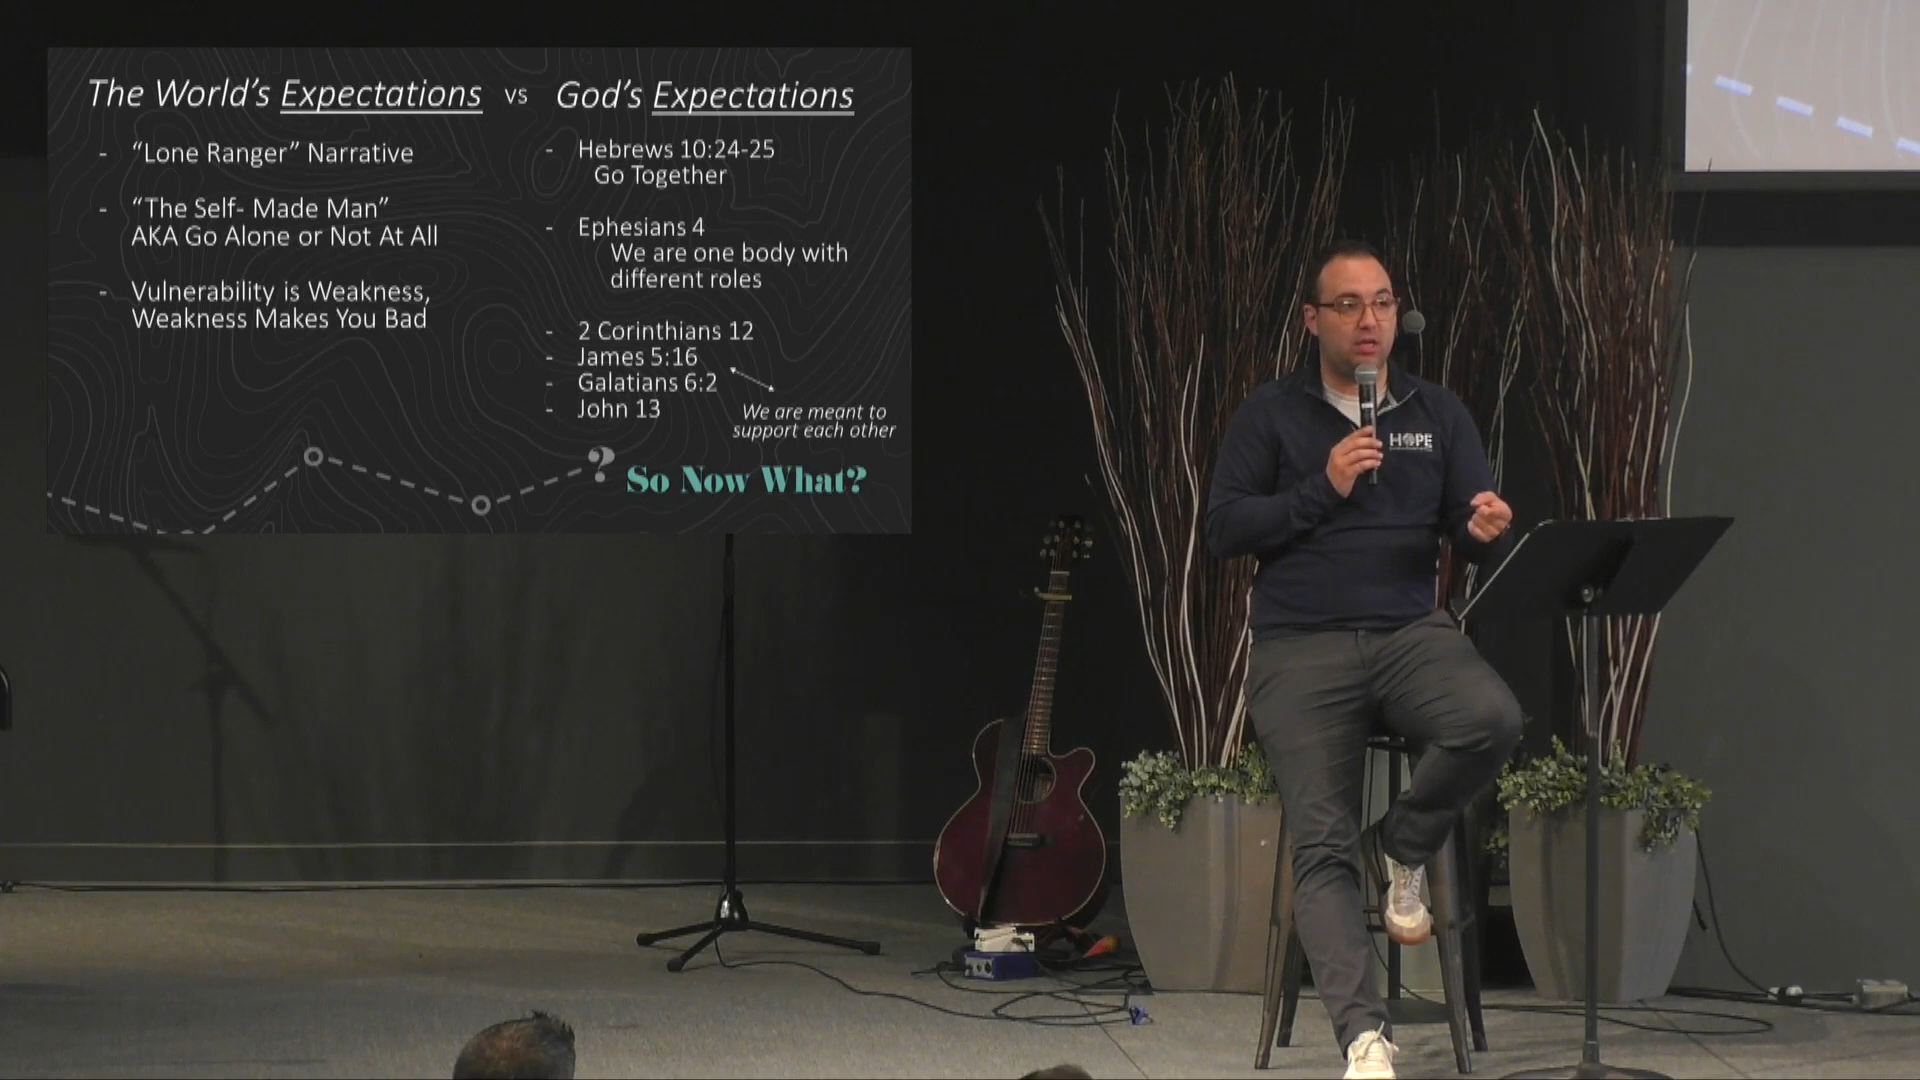 The World's Expectations vs God's Expectations
- "Lone Ranger" Narrative
- "The Self- Made Man"
AKA Go Alone or Not At All
- Vulnerability is Weakness,
Weakness Makes You Bad
- Hebrews 10:24-25
Go Together
- Ephesians 4
We are one body with
different roles
- 2 Corinthians 12
- James 5:16
- Galatians 6:2
- John 13
We are meant to
support each other
? So Now What?
HOPE